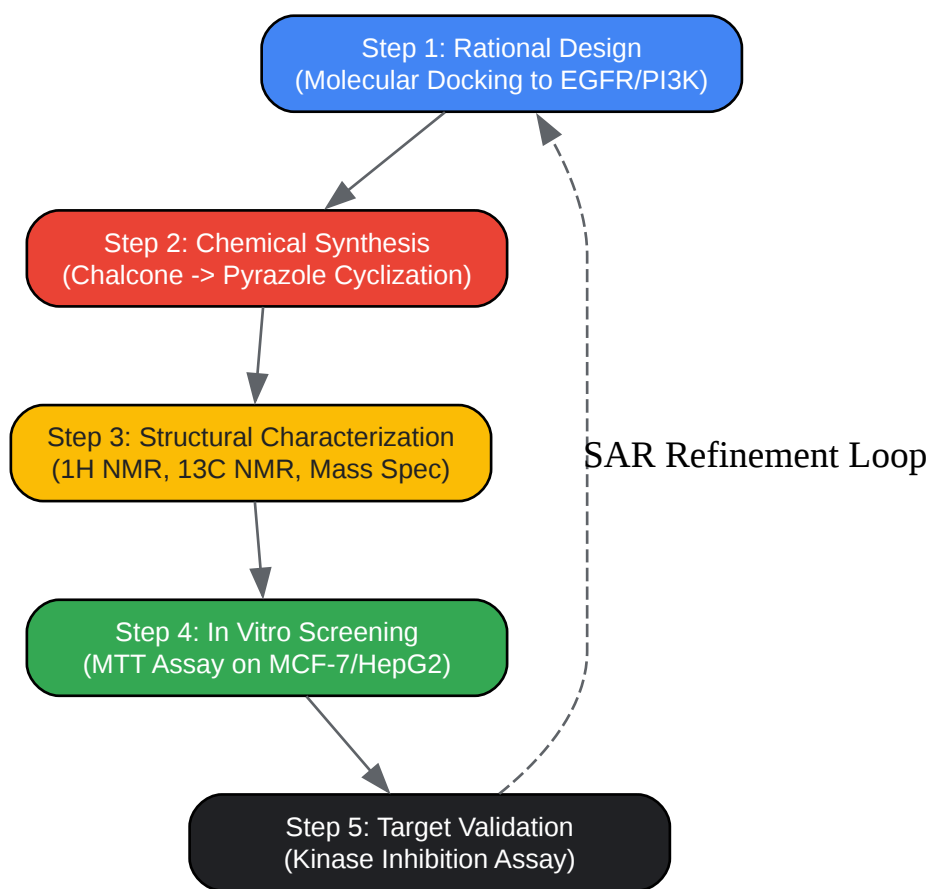 Step 1: Rational Design
(Molecular Docking to EGFR/PI3K)
Step 2: Chemical Synthesis
(Chalcone -> Pyrazole Cyclization)
Step 3: Structural Characterization
(1H NMR, 13C NMR, Mass Spec)
SAR Refinement Loop
Step 4: In Vitro Screening
(MTT Assay on MCF-7/HepG2)
Step 5: Target Validation
(Kinase Inhibition Assay)